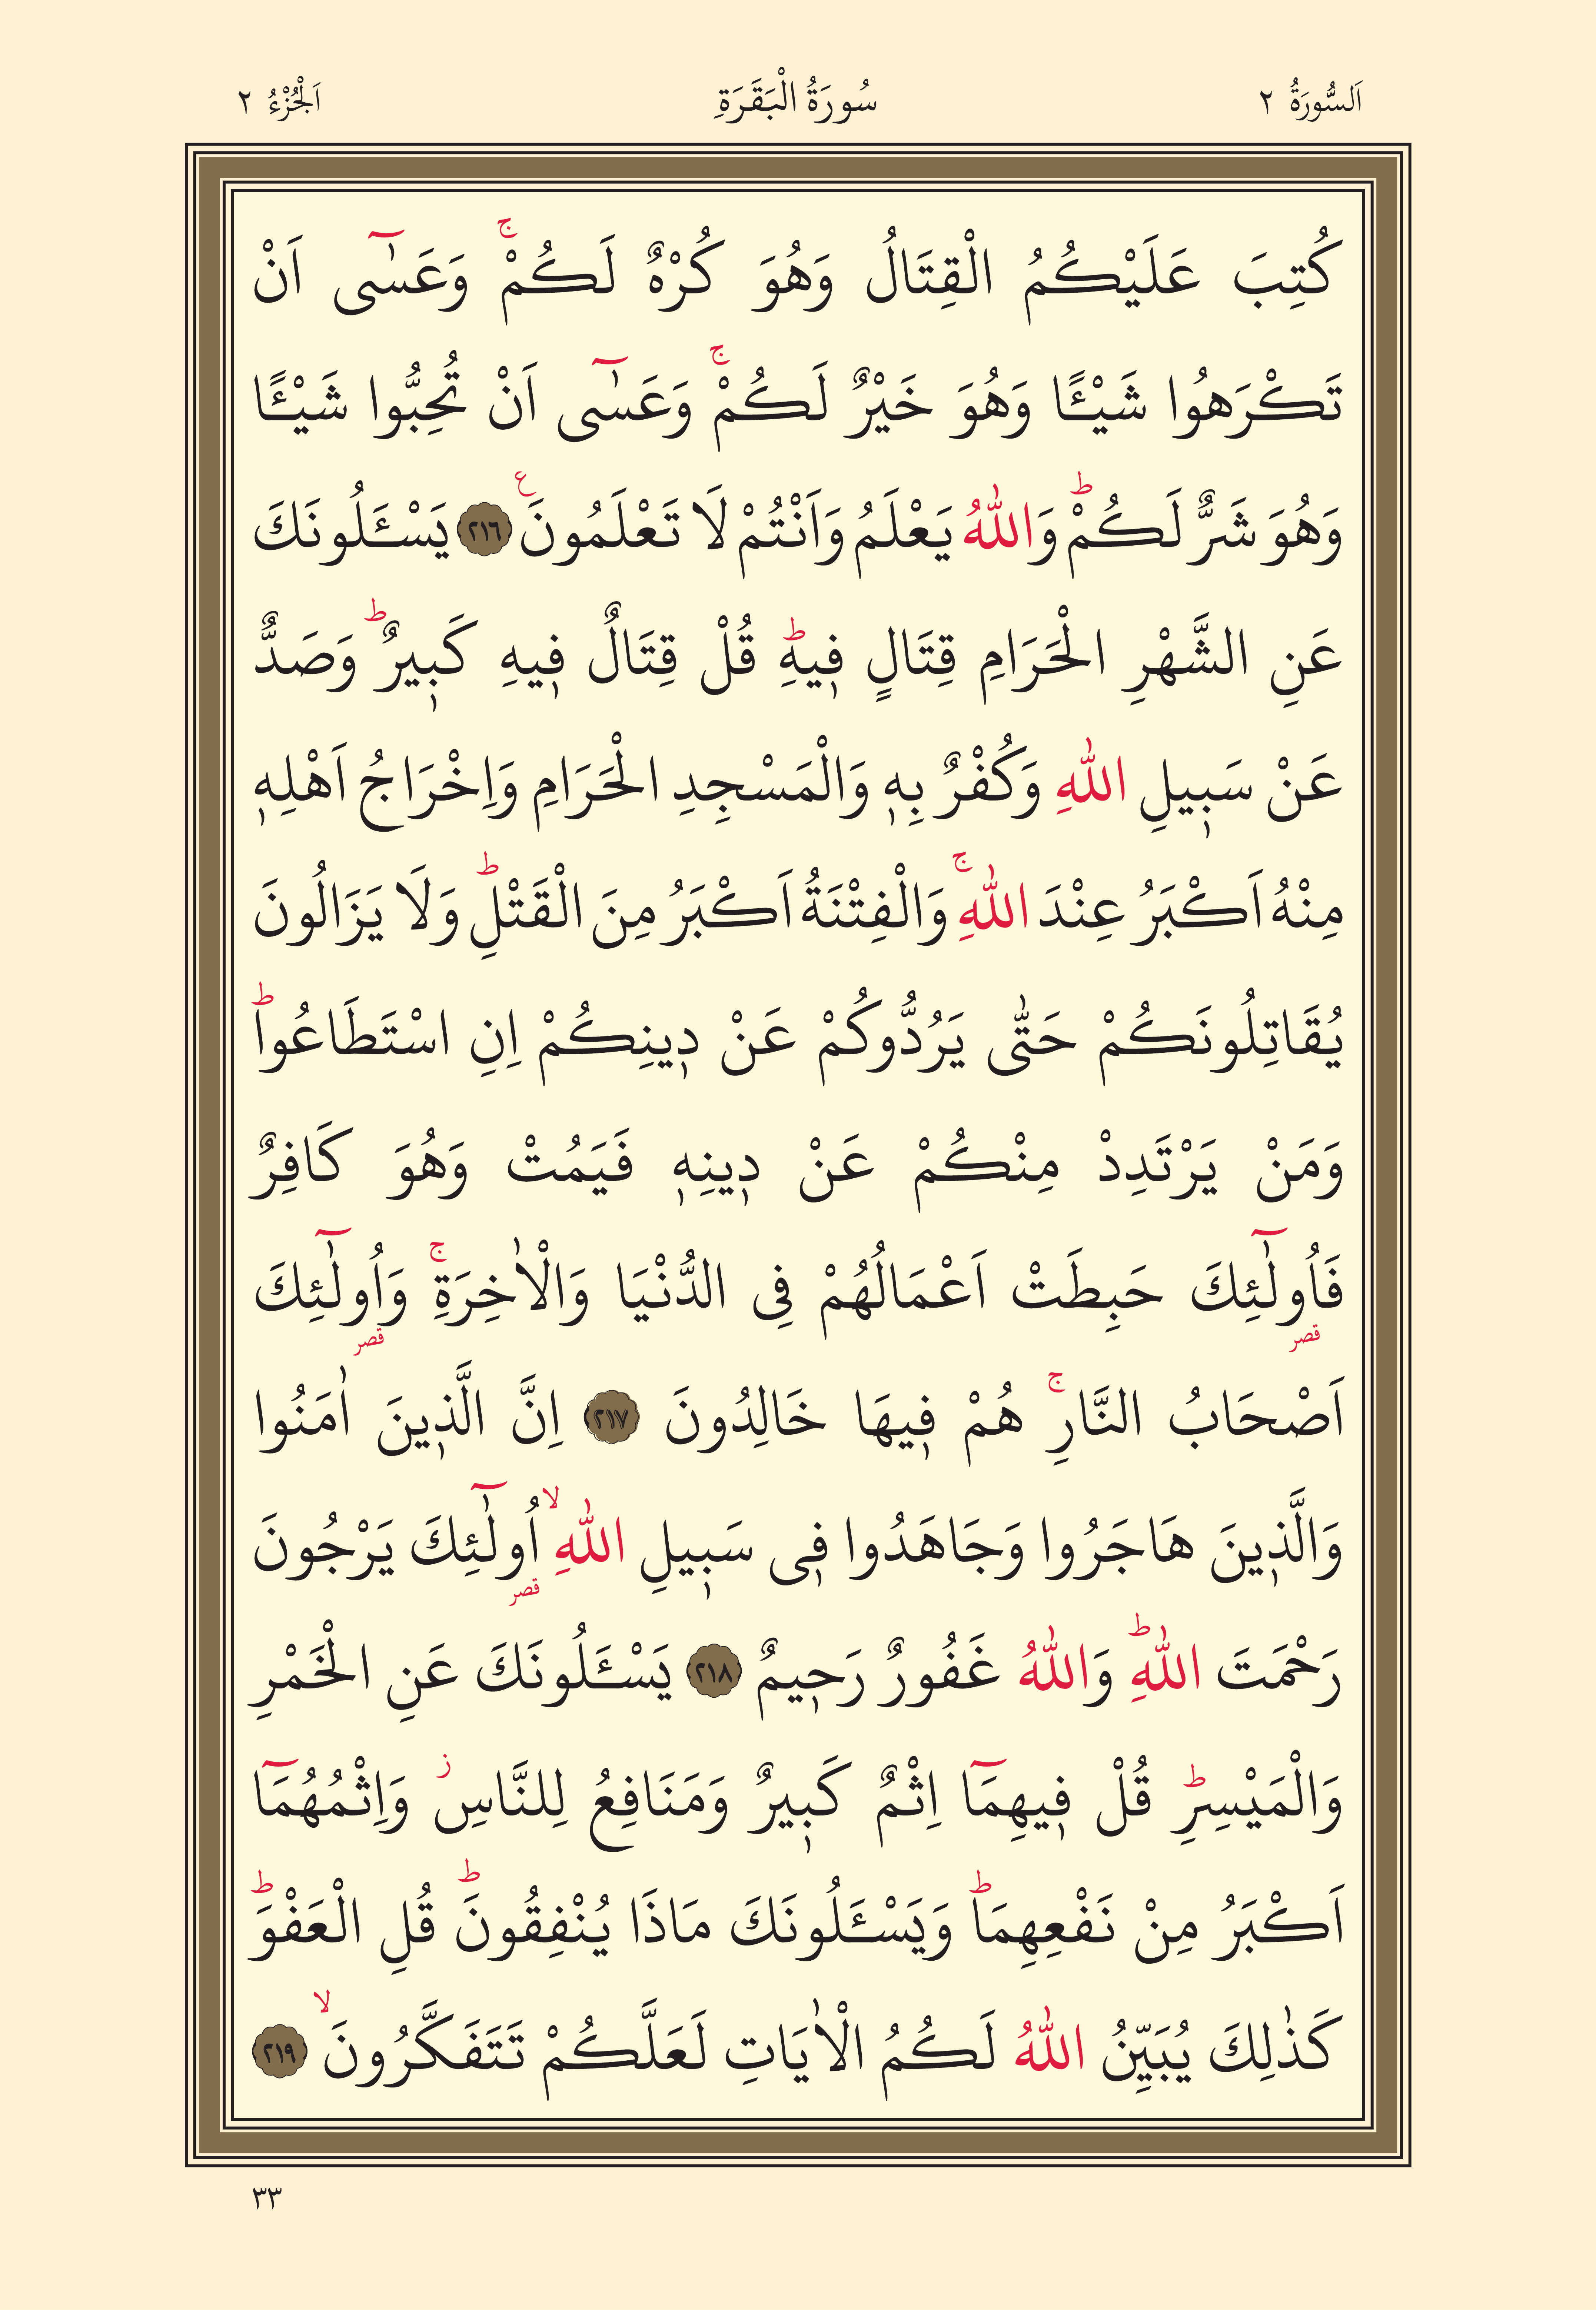 اَلسُّورَةُ ٢ سُورَةُ الْبَقَرَةِ اَلْجُزْءُ ٢
كُتِبَ عَلَيْكُمُ الْقِتَالُ وَهُوَ كُرْهٌ لَكُمْۚ وَعَسٰٓى اَنْ
تَكْرَهُوا شَيْـًٔا وَهُوَ خَيْرٌ لَكُمْۚ وَعَسٰٓى اَنْ تُحِبُّوا شَيْـًٔا
وَهُوَ شَرٌّ لَكُمْؕ وَاللّٰهُ يَعْلَمُ وَاَنْتُمْ لَا تَعْلَمُونَ ع ٢١٦ يَسْـَٔلُونَكَ
عَنِ الشَّهْرِ الْحَرَامِ قِتَالٍ ف۪يهِؕ قُلْ قِتَالٌ ف۪يهِ كَب۪يرٌؕ وَصَدٌّ
عَنْ سَب۪يلِ اللّٰهِ وَكُفْرٌ بِه۪ وَالْمَسْجِدِ الْحَرَامِ وَاِخْرَاجُ اَهْلِه۪
مِنْهُ اَكْبَرُ عِنْدَ اللّٰهِۚ وَالْفِتْنَةُ اَكْبَرُ مِنَ الْقَتْلِؕ وَلَا يَزَالُونَ
يُقَاتِلُونَكُمْ حَتّٰى يَرُدُّوكُمْ عَنْ د۪ينِكُمْ اِنِ اسْتَطَاعُواؕ
وَمَنْ يَرْتَدِدْ مِنْكُمْ عَنْ د۪ينِه۪ فَيَمُتْ وَهُوَ كَافِرٌ
فَاُو۬لٰٓئِكَ حَبِطَتْ اَعْمَالُهُمْ فِى الدُّنْيَا وَالْاٰخِرَةِۚ وَاُو۬لٰٓئِكَ
قصر قصر
اَصْحَابُ النَّارِۚ هُمْ ف۪يهَا خَالِدُونَ ٢١٧ اِنَّ الَّذ۪ينَ اٰمَنُوا
وَالَّذ۪ينَ هَاجَرُوا وَجَاهَدُوا ف۪ى سَب۪يلِ اللّٰهِۙ اُو۬لٰٓئِكَ يَرْجُونَ
قصر
رَحْمَتَ اللّٰهِؕ وَاللّٰهُ غَفُورٌ رَح۪يمٌ ٢١٨ يَسْـَٔلُونَكَ عَنِ الْخَمْرِ
وَالْمَيْسِرِؕ قُلْ ف۪يهِمَٓا اِثْمٌ كَب۪يرٌ وَمَنَافِعُ لِلنَّاسِ ز وَاِثْمُهُمَٓا
اَكْبَرُ مِنْ نَفْعِهِمَاؕ وَيَسْـَٔلُونَكَ مَاذَا يُنْفِقُونَؕ قُلِ الْعَفْوَؕ
كَذٰلِكَ يُبَيِّنُ اللّٰهُ لَكُمُ الْاٰيَاتِ لَعَلَّكُمْ تَتَفَكَّرُونَۙ ٢١٩
٣٣